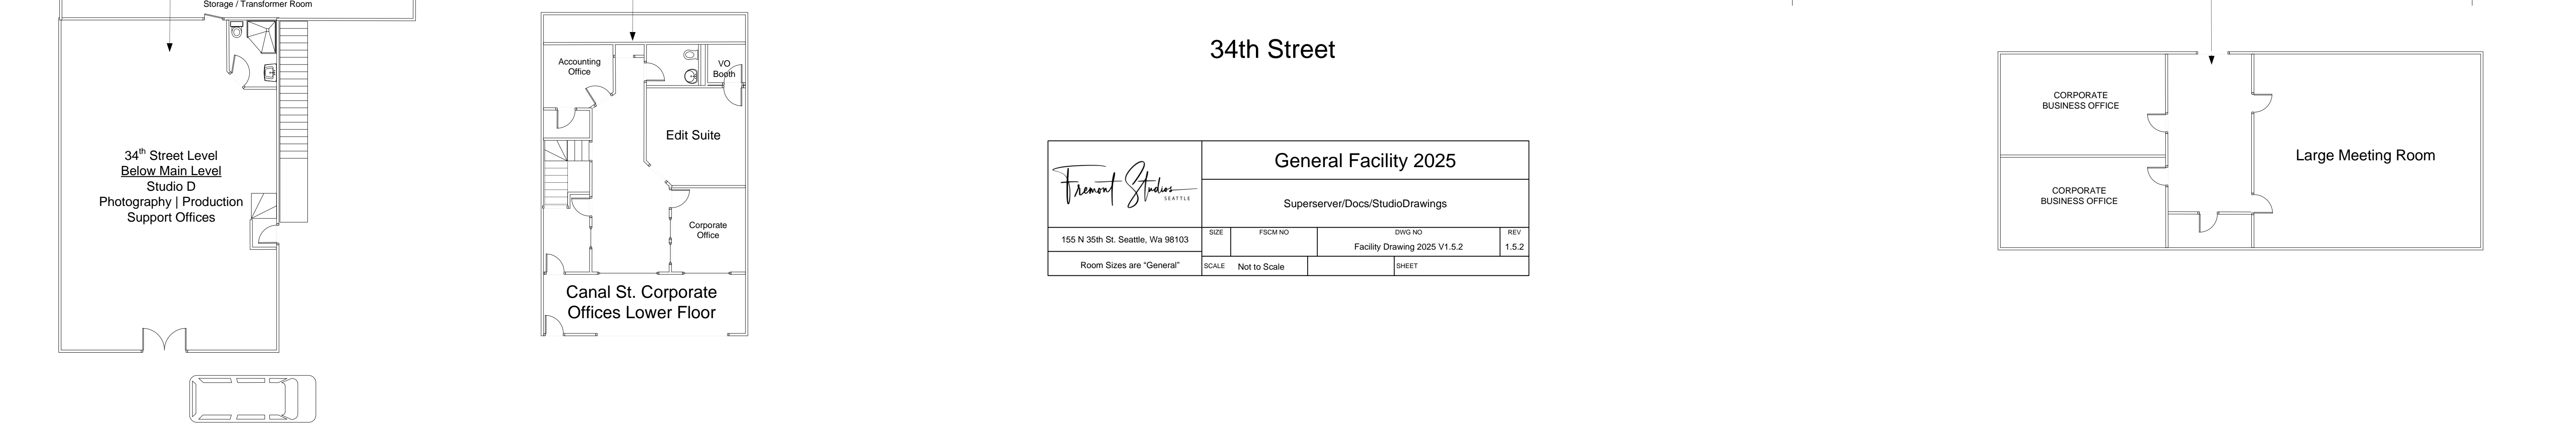 Storage / Transformer Room
34th Street Level
Below Main Level
Studio D
Photography | Production
Support Offices
Accounting
Office
VO
Booth
Edit Suite
Corporate
Office
Canal St. Corporate
Offices Lower Floor
34th Street
Fremont Studios
SEATTLE
155 N 35th St. Seattle, Wa 98103
Room Sizes are “General”
General Facility 2025
Superserver/Docs/StudioDrawings
SIZE
FSCM NO
DWG NO
Facility Drawing 2025 V1.5.2
REV
1.5.2
SCALE
Not to Scale
SHEET
CORPORATE
BUSINESS OFFICE
CORPORATE
BUSINESS OFFICE
Large Meeting Room